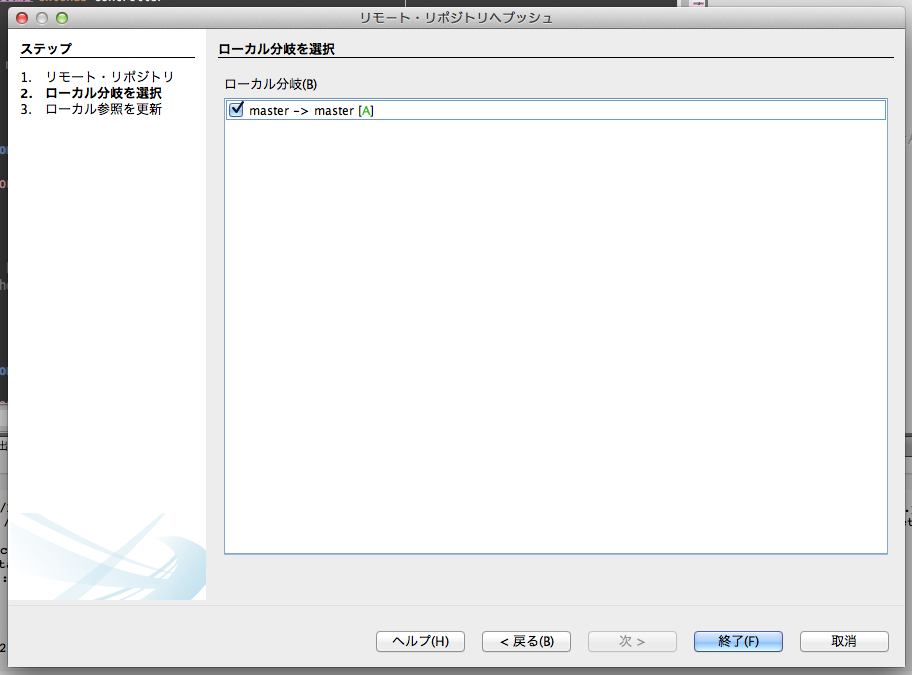 リモート・リポジトリへプッシュ
ステップ
1. リモート・リポジトリ
2. ローカル分岐を選択
3. ローカル参照を更新
ローカル分岐を選択
ローカル分岐(B)
master -> master [A]
ヘルプ(H)
< 戻る(B)
次 >
終了(F)
取消